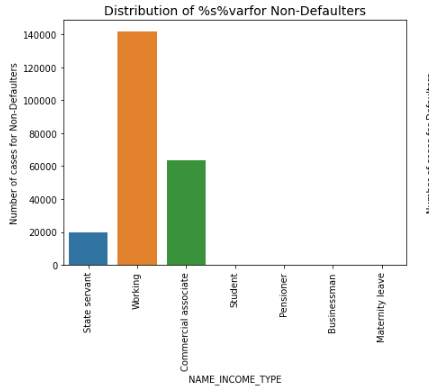 Distribution of %s%varfor Non-Defaulters
Number of cases for Non-Defaulters
140000
120000
100000
80000
60000
40000
20000
0
State servant
Working
Commercial associate
Student
Pensioner
Businessman
Maternity leave
NAME_INCOME_TYPE